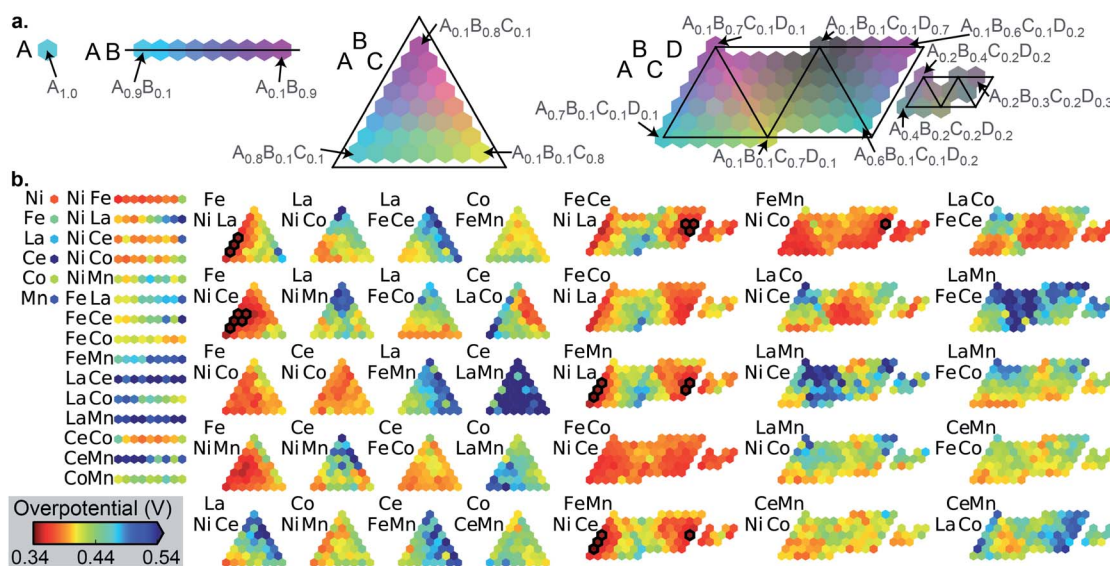 a.
A
A1.0
A B
A0.9B0.1
A0.1B0.9
B
A C
A0.1B0.8C0.1
A0.8B0.1C0.1
A0.1B0.1C0.8
B D
A C
A0.1B0.7C0.1D0.1
A0.1B0.1C0.1D0.7
A0.1B0.6C0.1D0.2
A0.2B0.4C0.2D0.2
A0.7B0.1C0.1D0.1
A0.2B0.3C0.2D0.3
A0.4B0.2C0.2D0.2
A0.1B0.1C0.7D0.1
A0.6B0.1C0.1D0.2
b.
Ni
Fe
La
Ce
Co
Mn
Ni Fe
Ni La
Ni Ce
Ni Co
Ni Mn
Fe La
Fe Ce
Fe Co
Fe Mn
La Ce
La Co
La Mn
Ce Co
Ce Mn
Co Mn
Fe
Ni La
La
Ni Co
La
Fe Ce
Co
Fe Mn
Fe Ce
Ni La
Fe Mn
Ni Co
La Co
Fe Ce
Fe
Ni Ce
La
Ni Mn
La
Fe Co
Ce
La Co
Fe Co
Ni La
La Co
Ni Ce
La Mn
Fe Ce
Fe
Ni Co
Ce
Ni Co
La
Fe Mn
Ce
La Mn
Fe Mn
Ni La
La Mn
Ni Ce
La Mn
Fe Co
Fe
Ni Mn
Ce
Ni Mn
Ce
Fe Co
Co
La Mn
Fe Co
Ni Ce
La Mn
Ni Co
Ce Mn
Fe Co
La
Ni Ce
Co
Ni Mn
Ce
Fe Mn
Co
Ce Mn
Fe Mn
Ni Ce
Ce Mn
Ni Co
Ce Mn
La Co
Overpotential (V)
0.34 0.44 0.54